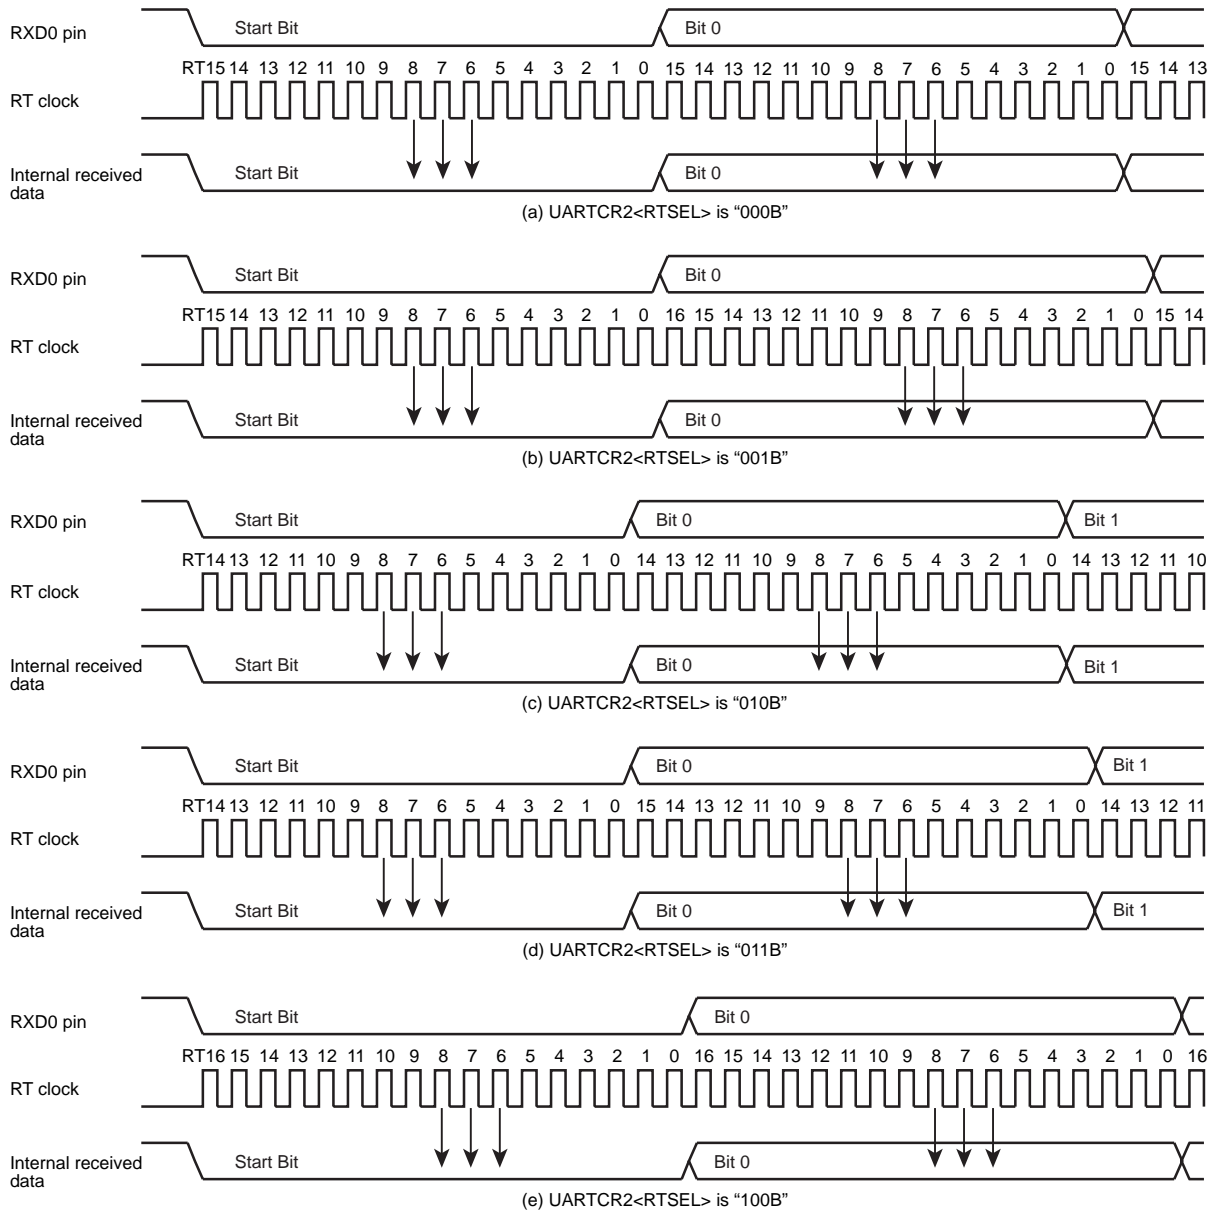 RXD0 pin Start Bit Bit 0
RT15 14 13 12 11 10 9 8 7 6 5 4 3 2 1 0 15 14 13 12 11 10 9 8 7 6 5 4 3 2 1 0 15 14 13
RT clock
Internal received data Start Bit Bit 0
(a) UARTCR2<RTSEL> is “000B”
RXD0 pin Start Bit Bit 0
RT15 14 13 12 11 10 9 8 7 6 5 4 3 2 1 0 16 15 14 13 12 11 10 9 8 7 6 5 4 3 2 1 0 15 14
RT clock
Internal received data Start Bit Bit 0
(b) UARTCR2<RTSEL> is “001B”
RXD0 pin Start Bit Bit 0 Bit 1
RT14 13 12 11 10 9 8 7 6 5 4 3 2 1 0 14 13 12 11 10 9 8 7 6 5 4 3 2 1 0 14 13 12 11 10
RT clock
Internal received data Start Bit Bit 0 Bit 1
(c) UARTCR2<RTSEL> is “010B”
RXD0 pin Start Bit Bit 0 Bit 1
RT14 13 12 11 10 9 8 7 6 5 4 3 2 1 0 15 14 13 12 11 10 9 8 7 6 5 4 3 2 1 0 14 13 12 11
RT clock
Internal received data Start Bit Bit 0 Bit 1
(d) UARTCR2<RTSEL> is “011B”
RXD0 pin Start Bit Bit 0
RT16 15 14 13 12 11 10 9 8 7 6 5 4 3 2 1 0 16 15 14 13 12 11 10 9 8 7 6 5 4 3 2 1 0 16
RT clock
Internal received data Start Bit Bit 0
(e) UARTCR2<RTSEL> is “100B”